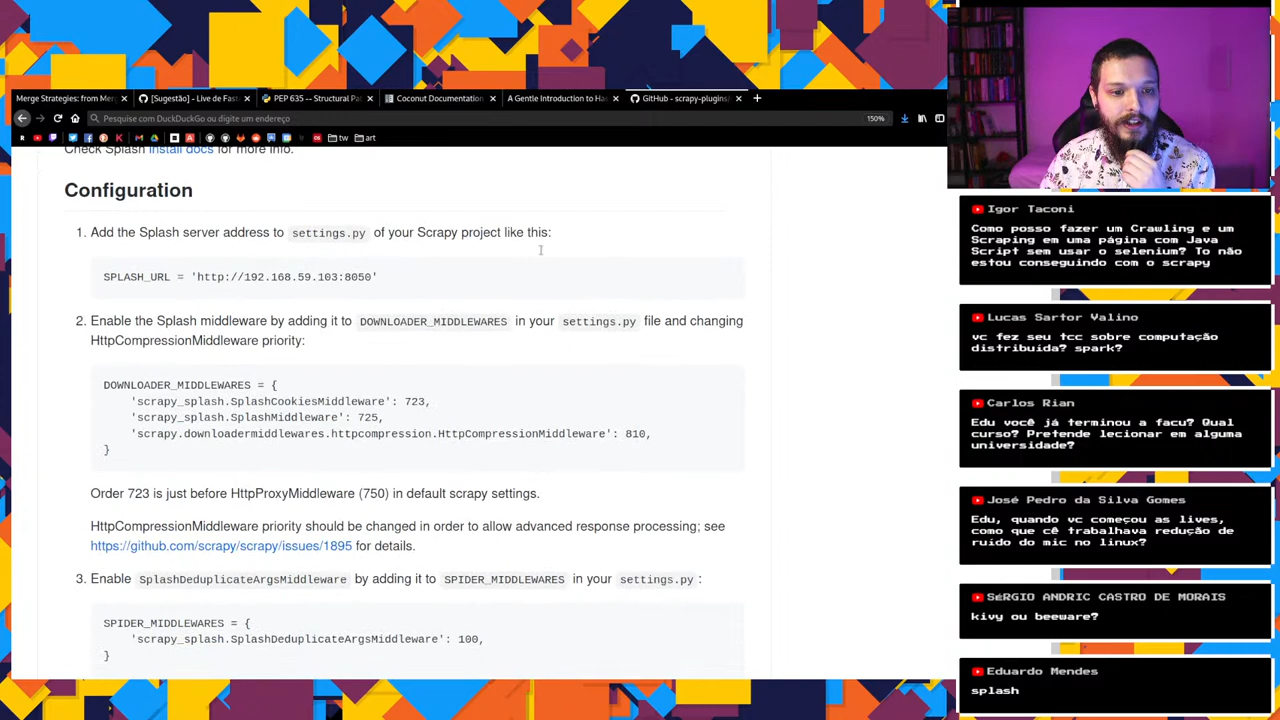 Merge Strategies: from Mer
[Sugestão] - Live de Fast
PEP 635 -- Structural Pat
Coconut Documentation
A Gentle Introduction to Has
GitHub - scrapy-plugins/
Pesquise com DuckDuckGo ou digite um endereço
150%
tw
art
Check Splash install docs for more info.
Configuration
1. Add the Splash server address to settings.py of your Scrapy project like this:
SPLASH_URL = 'http://192.168.59.103:8050'
2. Enable the Splash middleware by adding it to DOWNLOADER_MIDDLEWARES in your settings.py file and changing
HttpCompressionMiddleware priority:
DOWNLOADER_MIDDLEWARES = {
'scrapy_splash.SplashCookiesMiddleware': 723,
'scrapy_splash.SplashMiddleware': 725,
'scrapy.downloadermiddlewares.httpcompression.HttpCompressionMiddleware': 810,
}
Order 723 is just before HttpProxyMiddleware (750) in default scrapy settings.
HttpCompressionMiddleware priority should be changed in order to allow advanced response processing; see
https://github.com/scrapy/scrapy/issues/1895 for details.
3. Enable SplashDeduplicateArgsMiddleware by adding it to SPIDER_MIDDLEWARES in your settings.py :
SPIDER_MIDDLEWARES = {
'scrapy_splash.SplashDeduplicateArgsMiddleware': 100,
}
Igor Taconi
Como posso fazer um Crawling e um
Scraping em uma página com Java
Script sem usar o selenium? To não
estou conseguindo com o scrapy
Lucas Sartor Valino
vc fez seu tcc sobre computação
distribuída? spark?
Carlos Rian
Edu você já terminou a facu? Qual
curso? Pretende lecionar em alguma
universidade?
José Pedro da Silva Gomes
Edu, quando vc começou as lives,
como que cê trabalhava redução de
ruído do mic no linux?
SéRGIO ANDRIC CASTRO DE MORAIS
kivy ou beeware?
Eduardo Mendes
splash